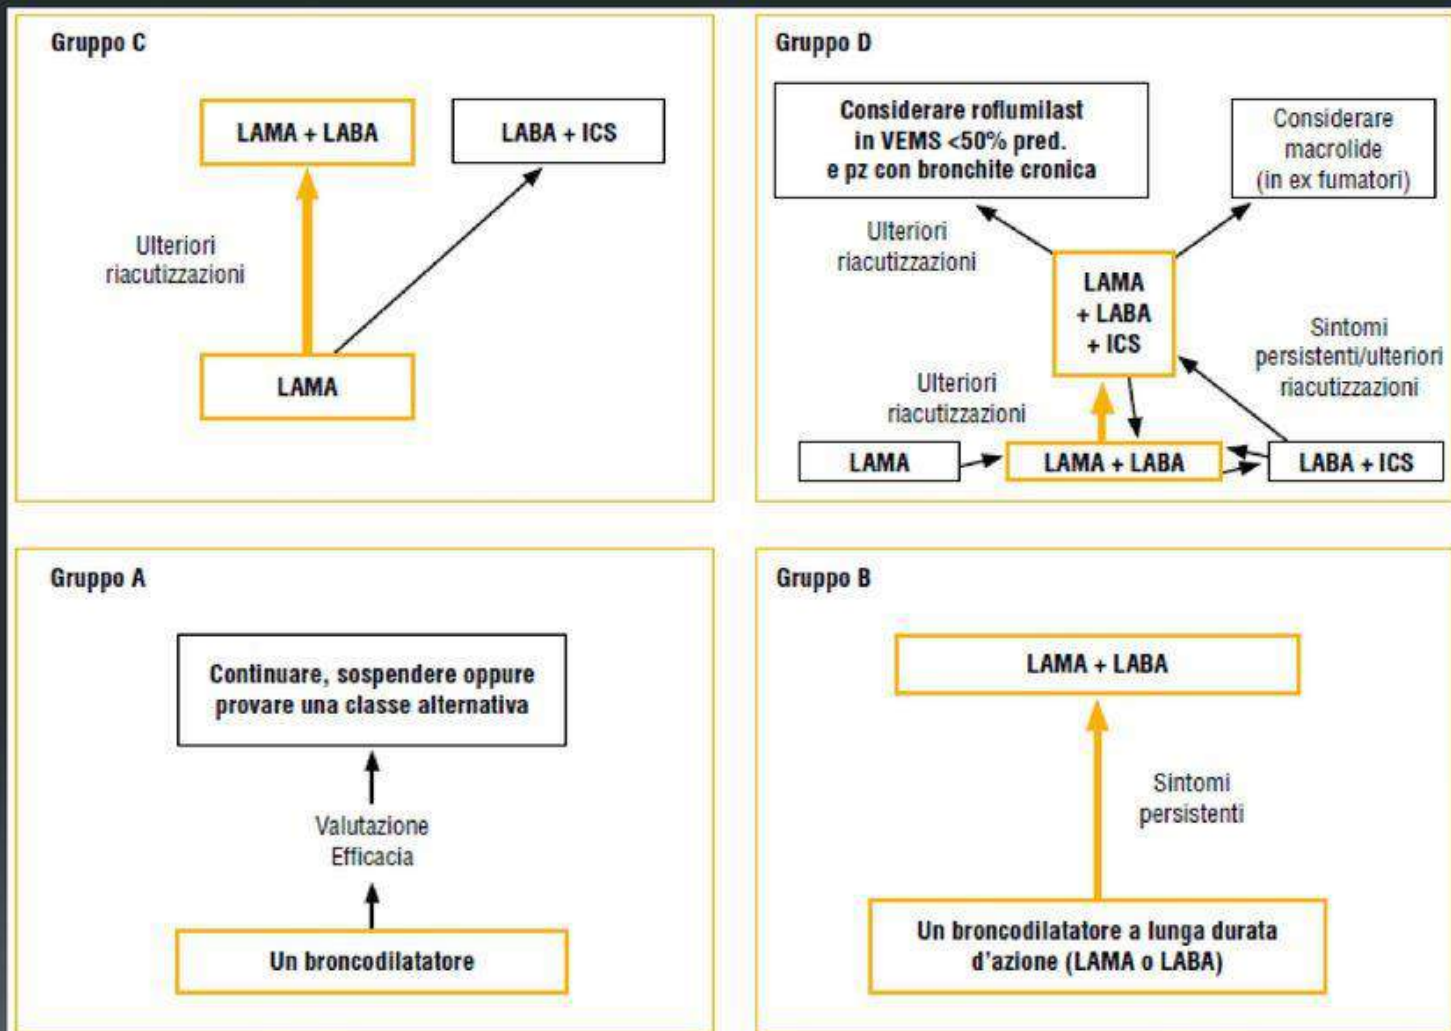 Gruppo C
LAMA + LABA
LABA + ICS
Ulteriori
riacutizzazioni
LAMA
Gruppo D
Considerare roflumilast
in VEMS <50% pred.
e pz con bronchite cronica
Considerare
macrolide
(in ex fumatori)
Ulteriori
riacutizzazioni
LAMA
+ LABA
+ ICS
Sintomi
persistenti/ulteriori
riacutizzazioni
Ulteriori
riacutizzazioni
LAMA
LAMA + LABA
LABA + ICS
Gruppo A
Continuare, sospendere oppure
provare una classe alternativa
Valutazione
Efficacia
Un broncodilatatore
Gruppo B
LAMA + LABA
Sintomi
persistenti
Un broncodilatatore a lunga durata
d'azione (LAMA o LABA)